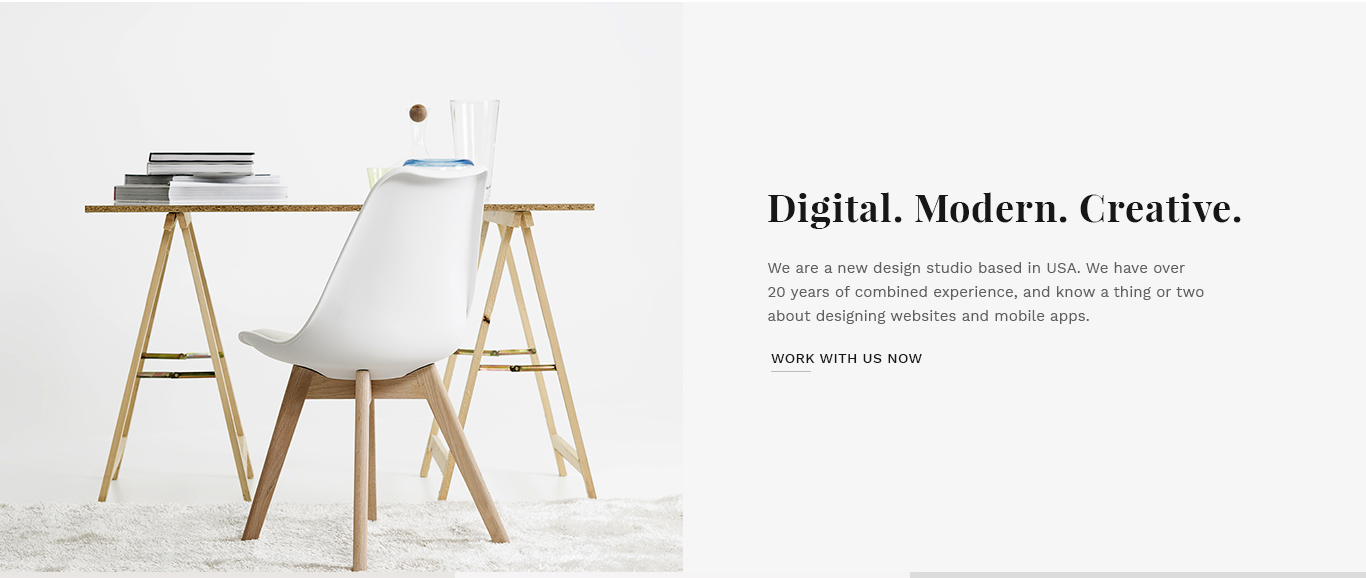 Digital. Modern. Creative.
We are a new design studio based in USA. We have over
20 years of combined experience, and know a thing or two
about designing websites and mobile apps.
WORK WITH US NOW